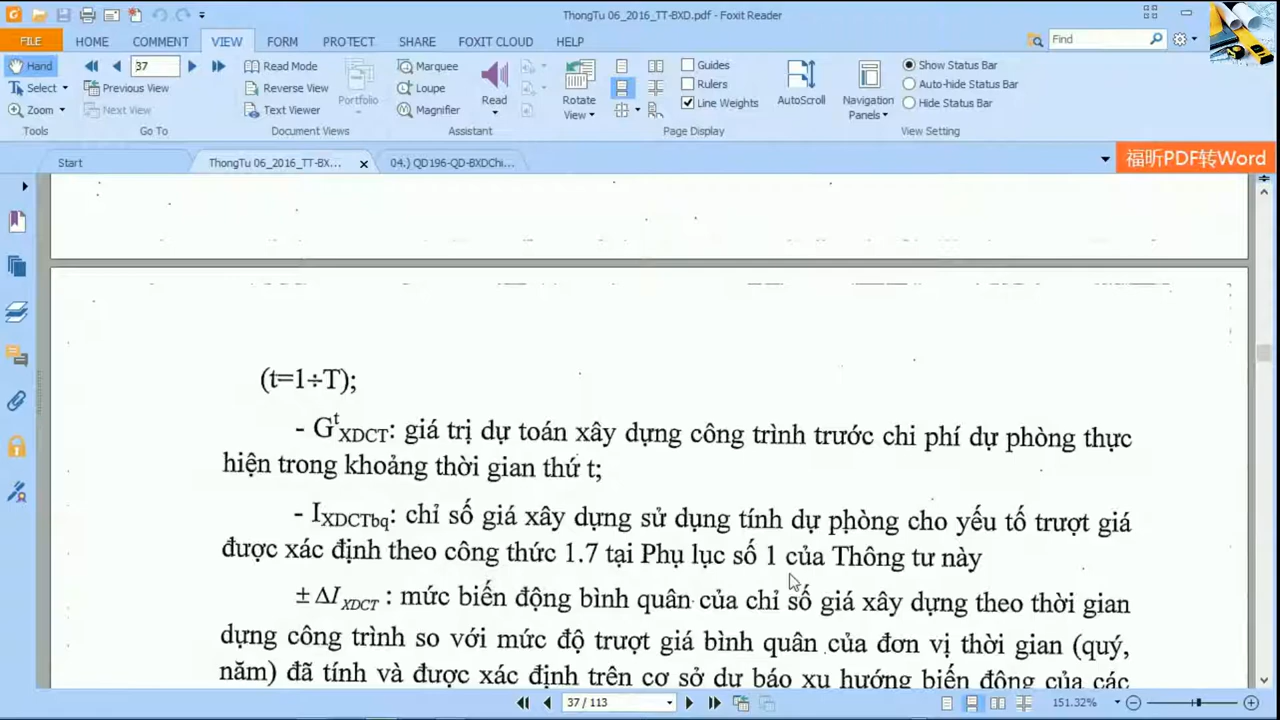 ThongTu 06_2016_TT-BXD.pdf - Foxit Reader
FILE HOME COMMENT VIEW FORM PROTECT SHARE FOXIT CLOUD HELP Find
Hand 37 Read Mode Marquee Guides Show Status Bar
Select Previous View Reverse View Loupe Rulers Auto-hide Status Bar
Zoom Next View Text Viewer Magnifier Line Weights Hide Status Bar
Portfolio Read Rotate View AutoScroll Navigation Panels
Tools Go To Document Views Assistant Page Display View Setting
Start ThongTu 06_2016_TT-BX... 04.) QD196-QD-BXDChi... 福昕PDF转Word
(t=1÷T);
- GᵗXDCT: giá trị dự toán xây dựng công trình trước chi phí dự phòng thực
hiện trong khoảng thời gian thứ t;
- IXDCTbq: chỉ số giá xây dựng sử dụng tính dự phòng cho yếu tố trượt giá
được xác định theo công thức 1.7 tại Phụ lục số 1 của Thông tư này
± ΔIXDCT : mức biến động bình quân của chỉ số giá xây dựng theo thời gian
dựng công trình so với mức độ trượt giá bình quân của đơn vị thời gian (quý,
năm) đã tính và được xác định trên cơ sở dự báo xu hướng biến động của các
37 / 113 151.32%